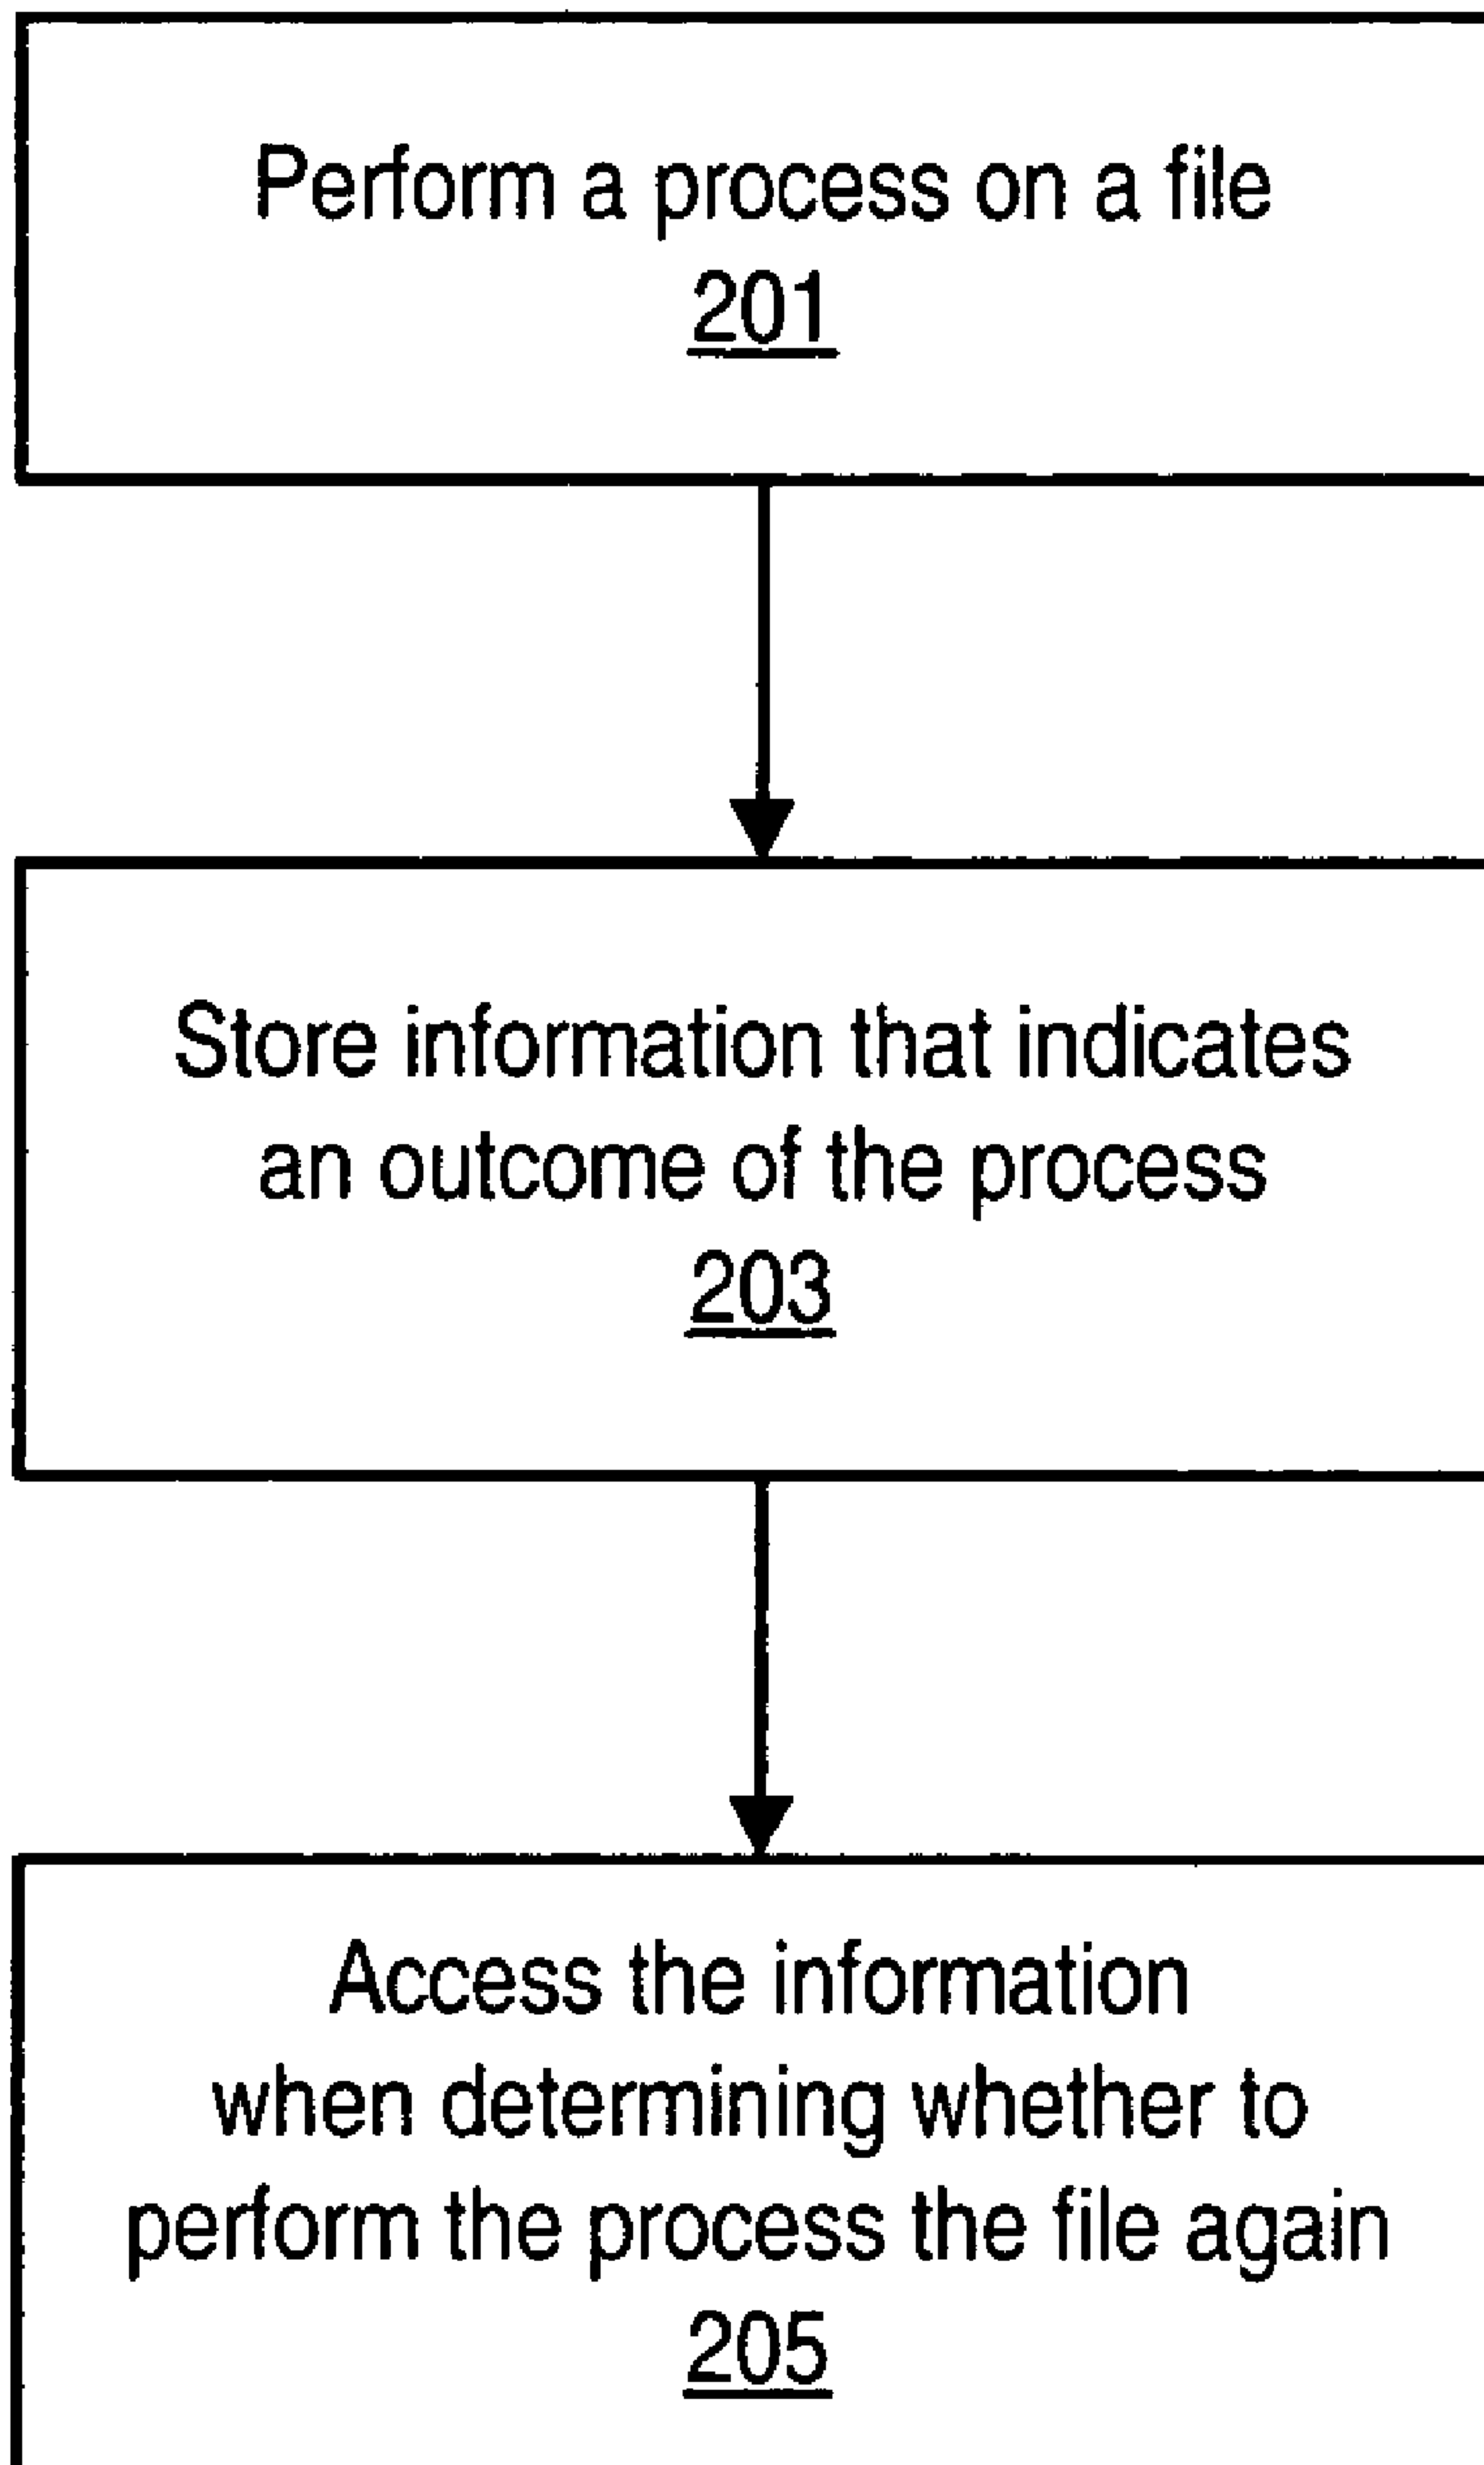 Perform a process on a file
201
Store information that indicates
an outcome of the process
203
Access the information
when determining whether to
perform the process the file again
205